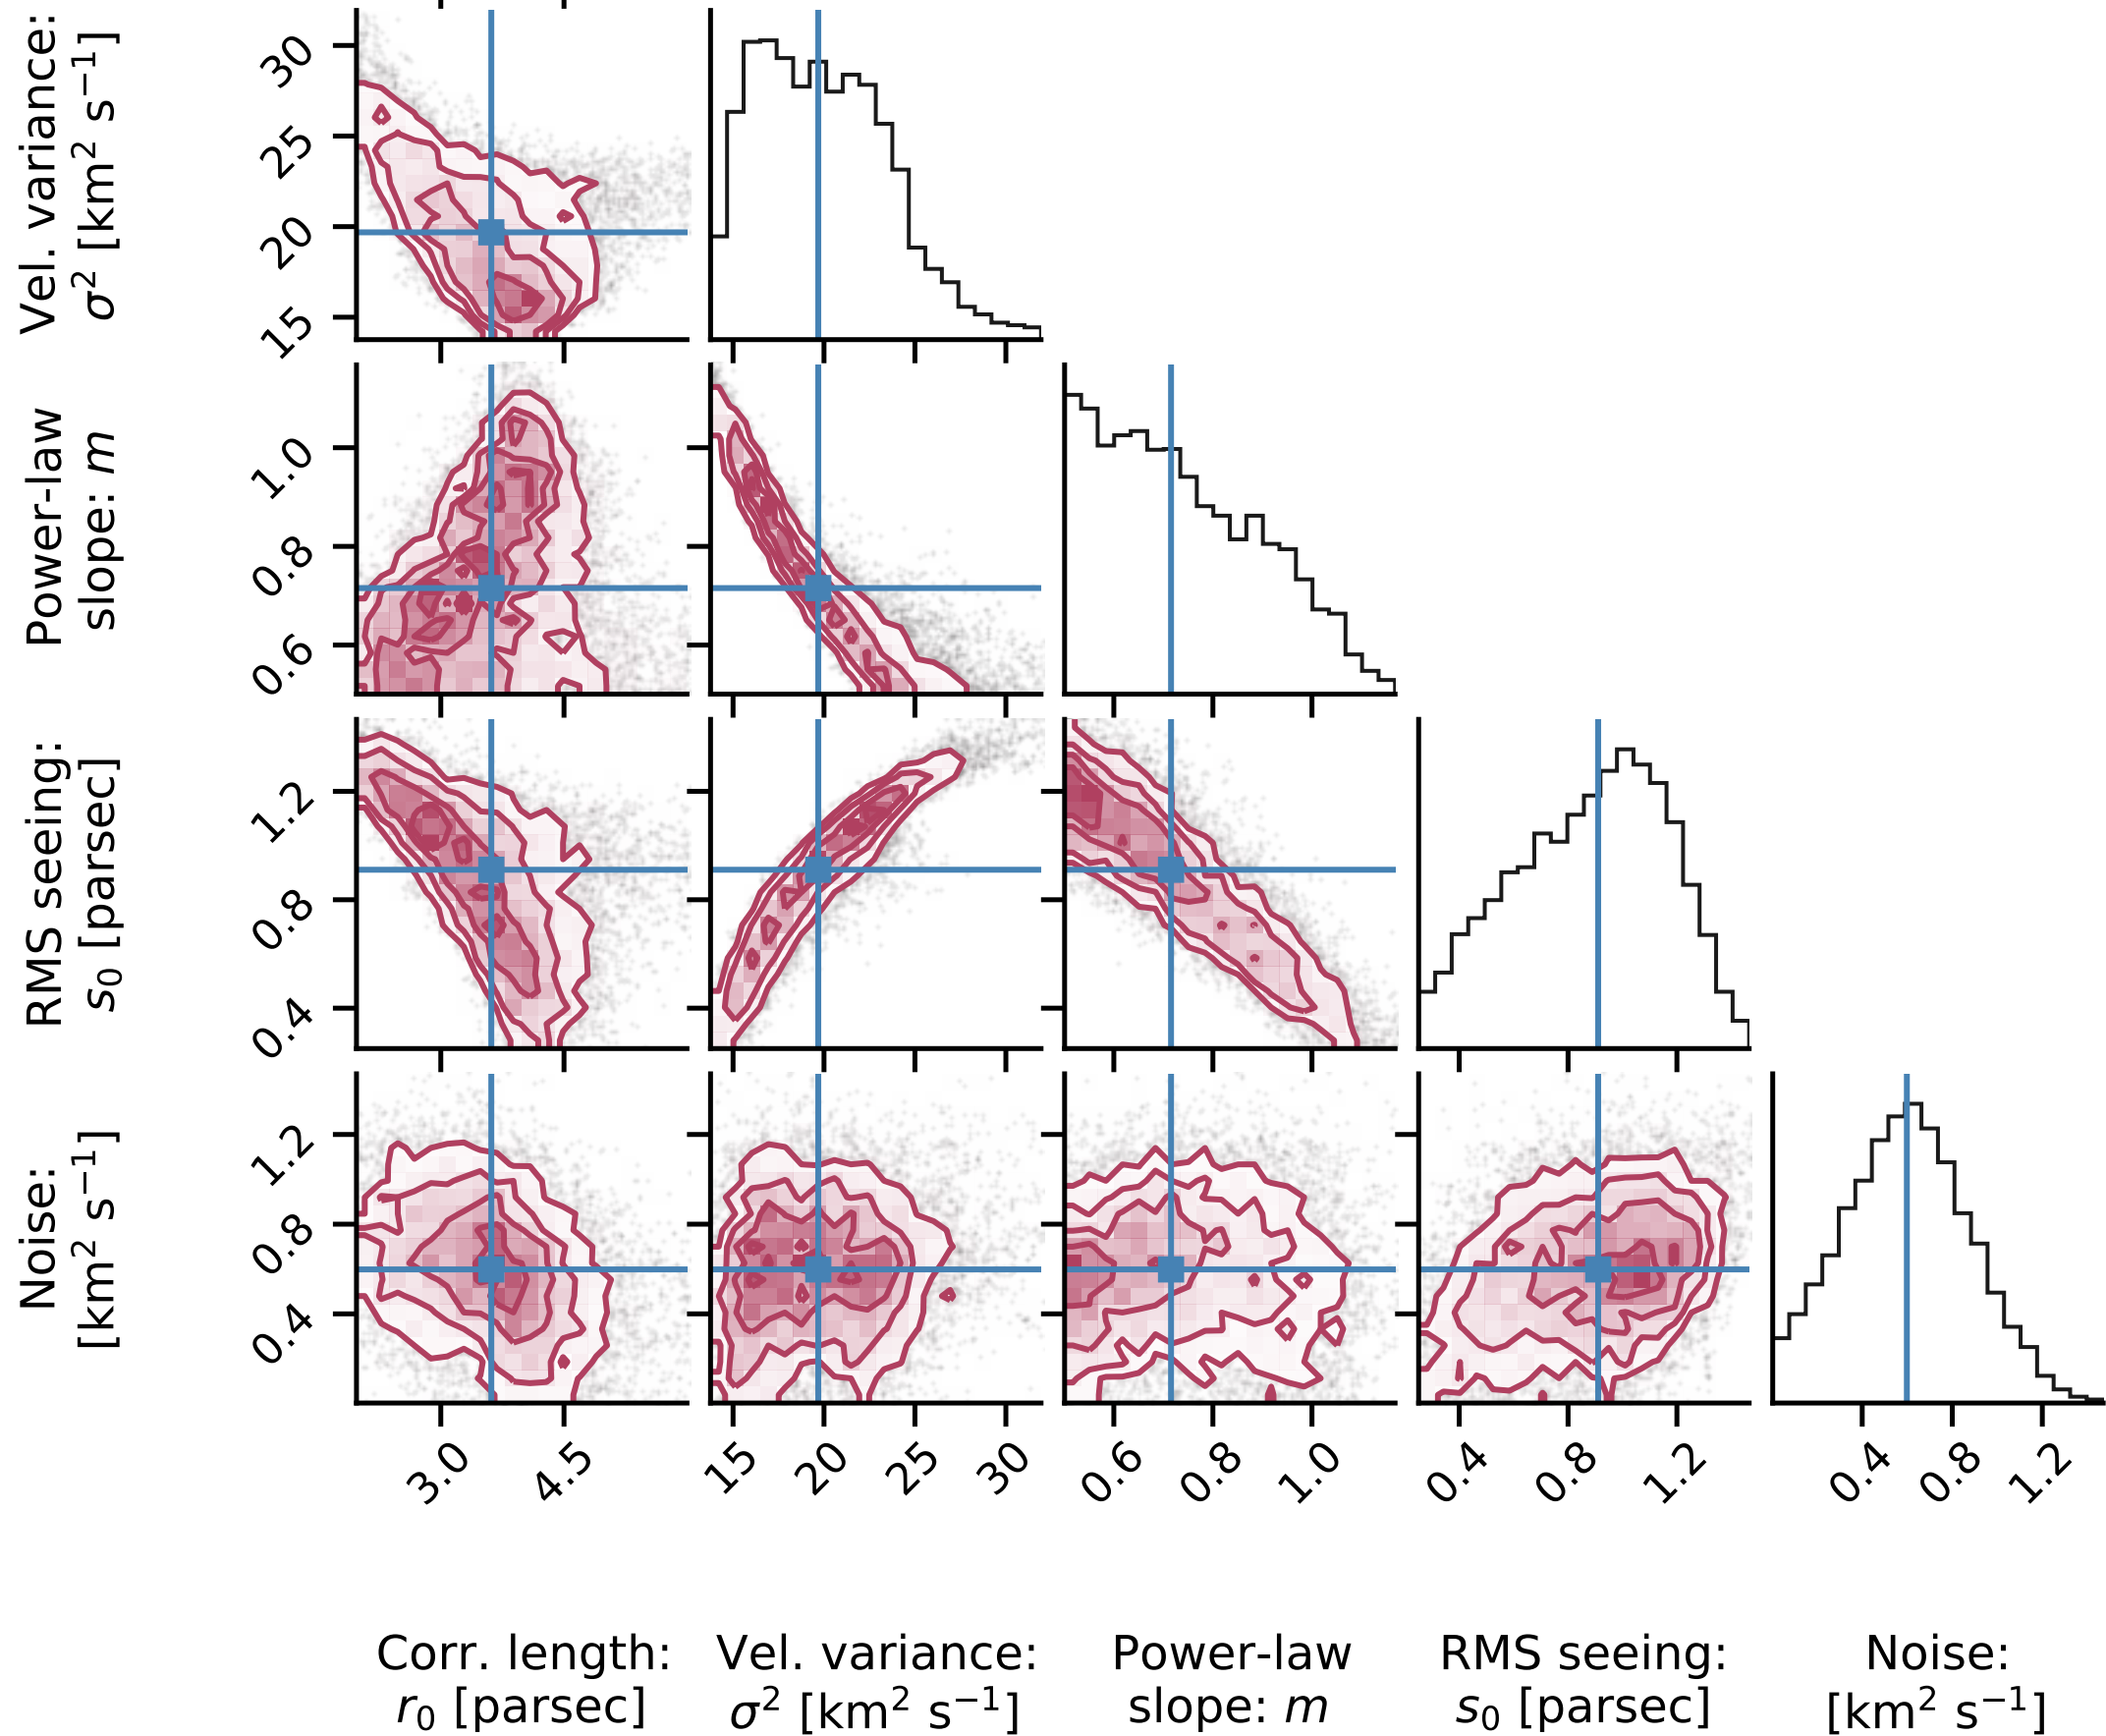 Vel. variance:
σ² [km² s⁻¹]
30
25
20
15
Power-law
slope: m
1.0
0.8
0.6
RMS seeing:
s₀ [parsec]
1.2
0.8
0.4
Noise:
[km² s⁻¹]
1.2
0.8
0.4
3.0 4.5 15 20 25 30 0.6 0.8 1.0 0.4 0.8 1.2 0.4 0.8 1.2
Corr. length: Vel. variance: Power-law RMS seeing: Noise:
r₀ [parsec] σ² [km² s⁻¹] slope: m s₀ [parsec] [km² s⁻¹]